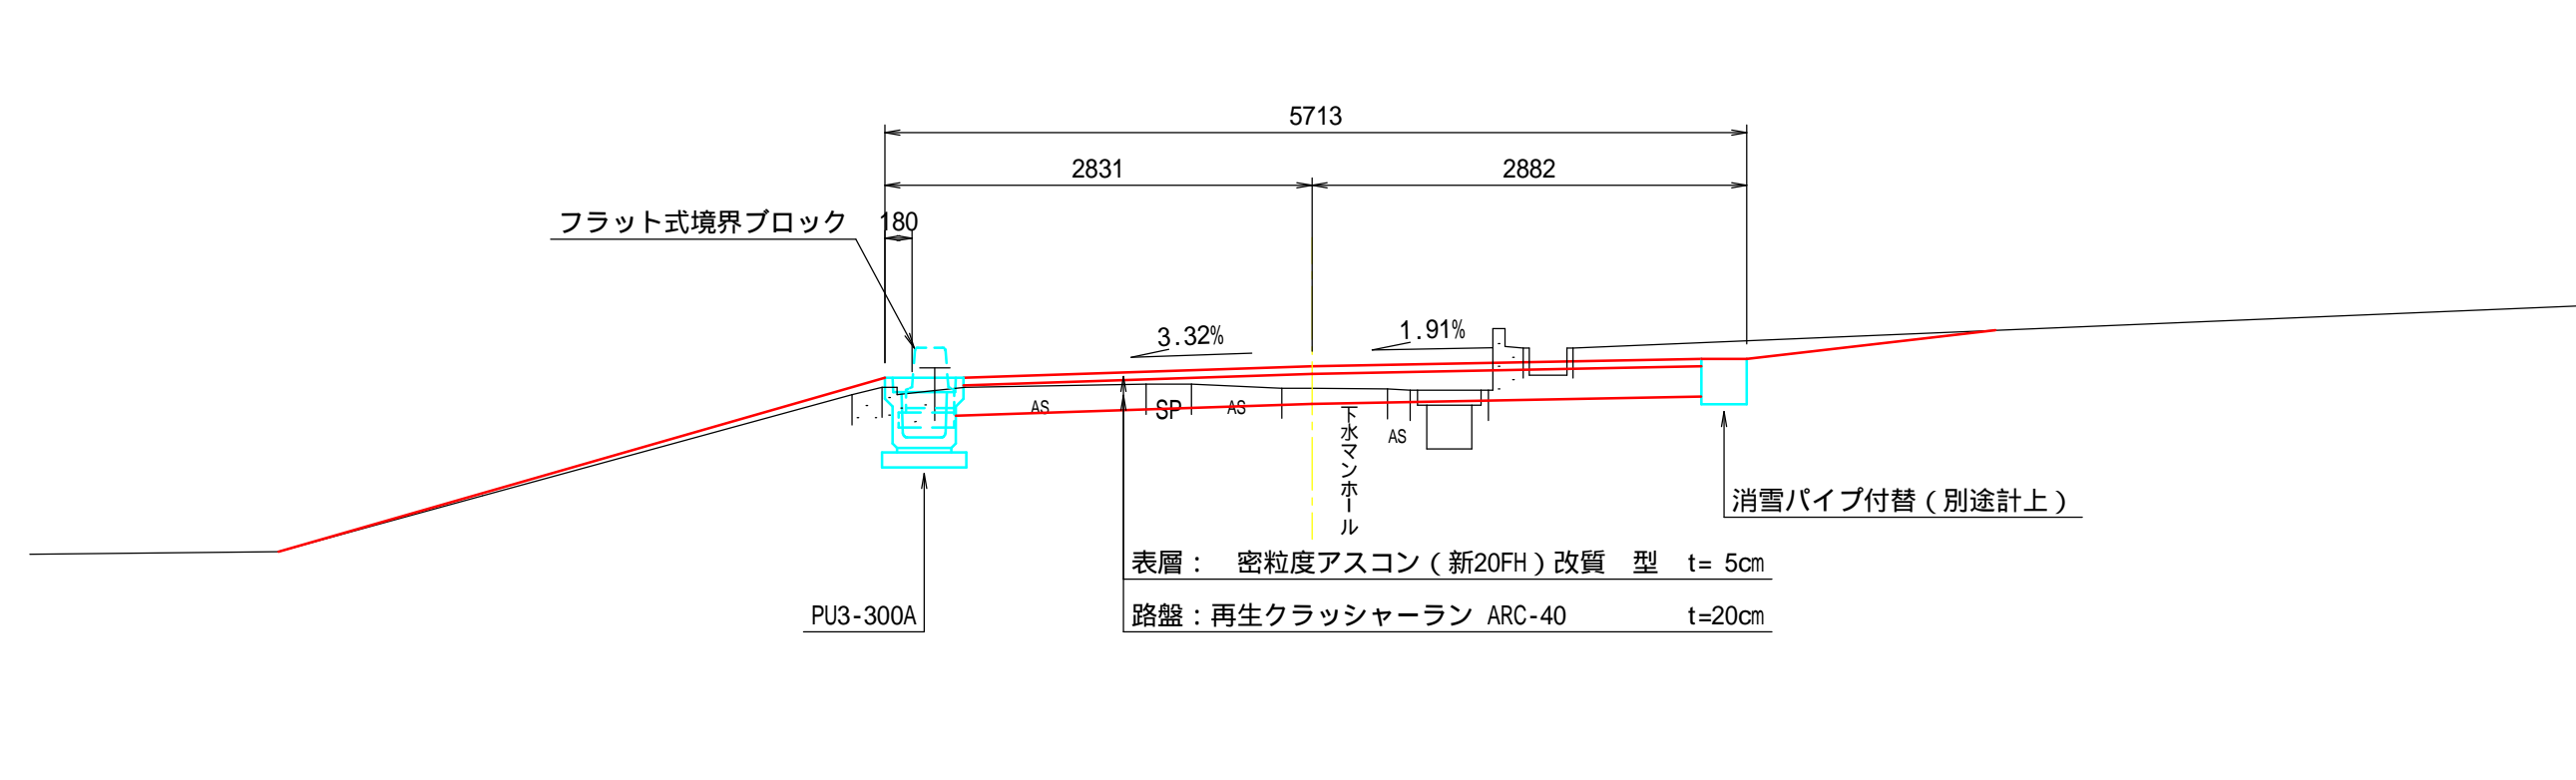 5713
2831
2882
フラット式境界ブロック
180
3.32%
1.91%
AS
SP
AS
下水マンホール
AS
消雪パイプ付替(別途計上)
表層: 密粒度アスコン(新20FH)改質 型 t= 5cm
PU3-300A
路盤:再生クラッシャーラン ARC-40 t=20cm